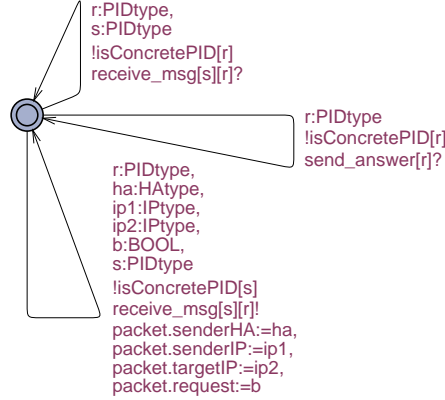 r:PIDtype,
s:PIDtype
!isConcretePID[r]
receive_msg[s][r]?
r:PIDtype
!isConcretePID[r]
send_answer[r]?
r:PIDtype,
ha:HAtype,
ip1:IPtype,
ip2:IPtype,
b:BOOL,
s:PIDtype
!isConcretePID[s]
receive_msg[s][r]!
packet.senderHA:=ha,
packet.senderIP:=ip1,
packet.targetIP:=ip2,
packet.request:=b